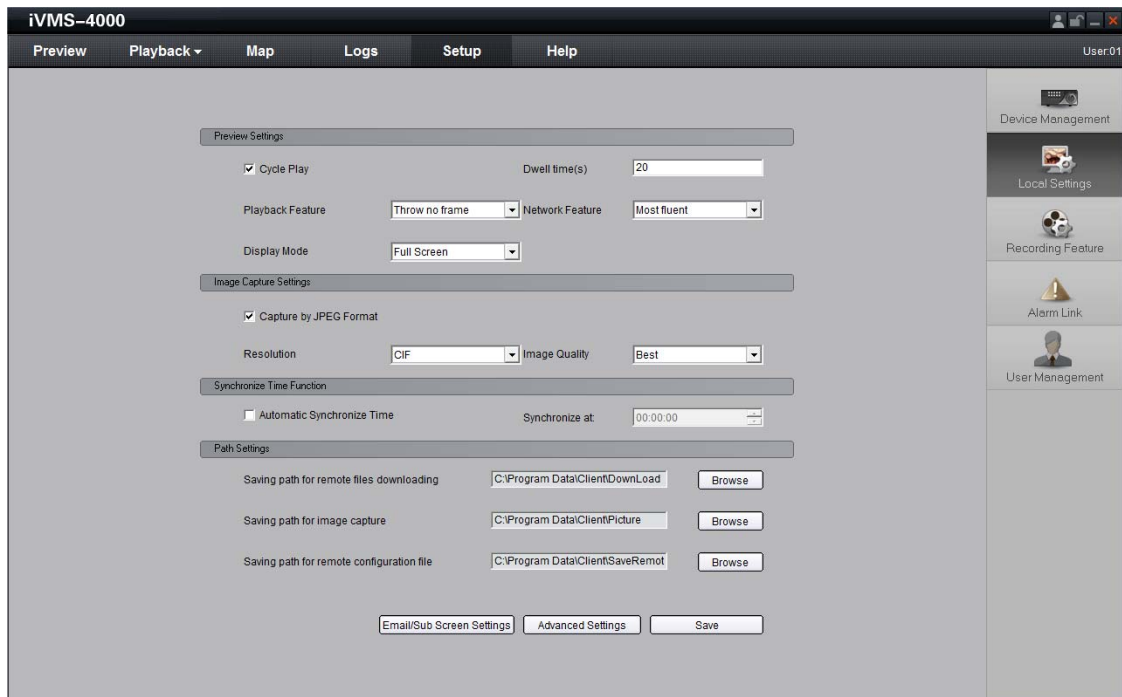 iVMS-4000
Preview Playback Map Logs Setup Help User:01
Preview Settings
Cycle Play Dwell time(s) 20
Playback Feature Throw no frame Network Feature Most fluent
Display Mode Full Screen
Image Capture Settings
Capture by JPEG Format
Resolution CIF Image Quality Best
Synchronize Time Function
Automatic Synchronize Time Synchronize at: 00:00:00
Path Settings
Saving path for remote files downloading C:\Program Data\Client\DownLoad Browse
Saving path for image capture C:\Program Data\Client\Picture Browse
Saving path for remote configuration file C:\Program Data\Client\SaveRemot Browse
Email/Sub Screen Settings Advanced Settings Save
Device Management
Local Settings
Recording Feature
Alarm Link
User Management